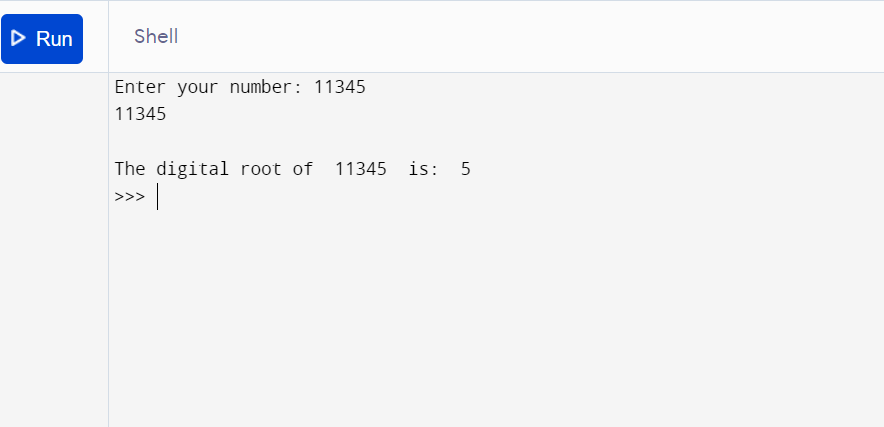 Run
Shell
Enter your number: 11345
11345
The digital root of  11345  is:  5
>>>